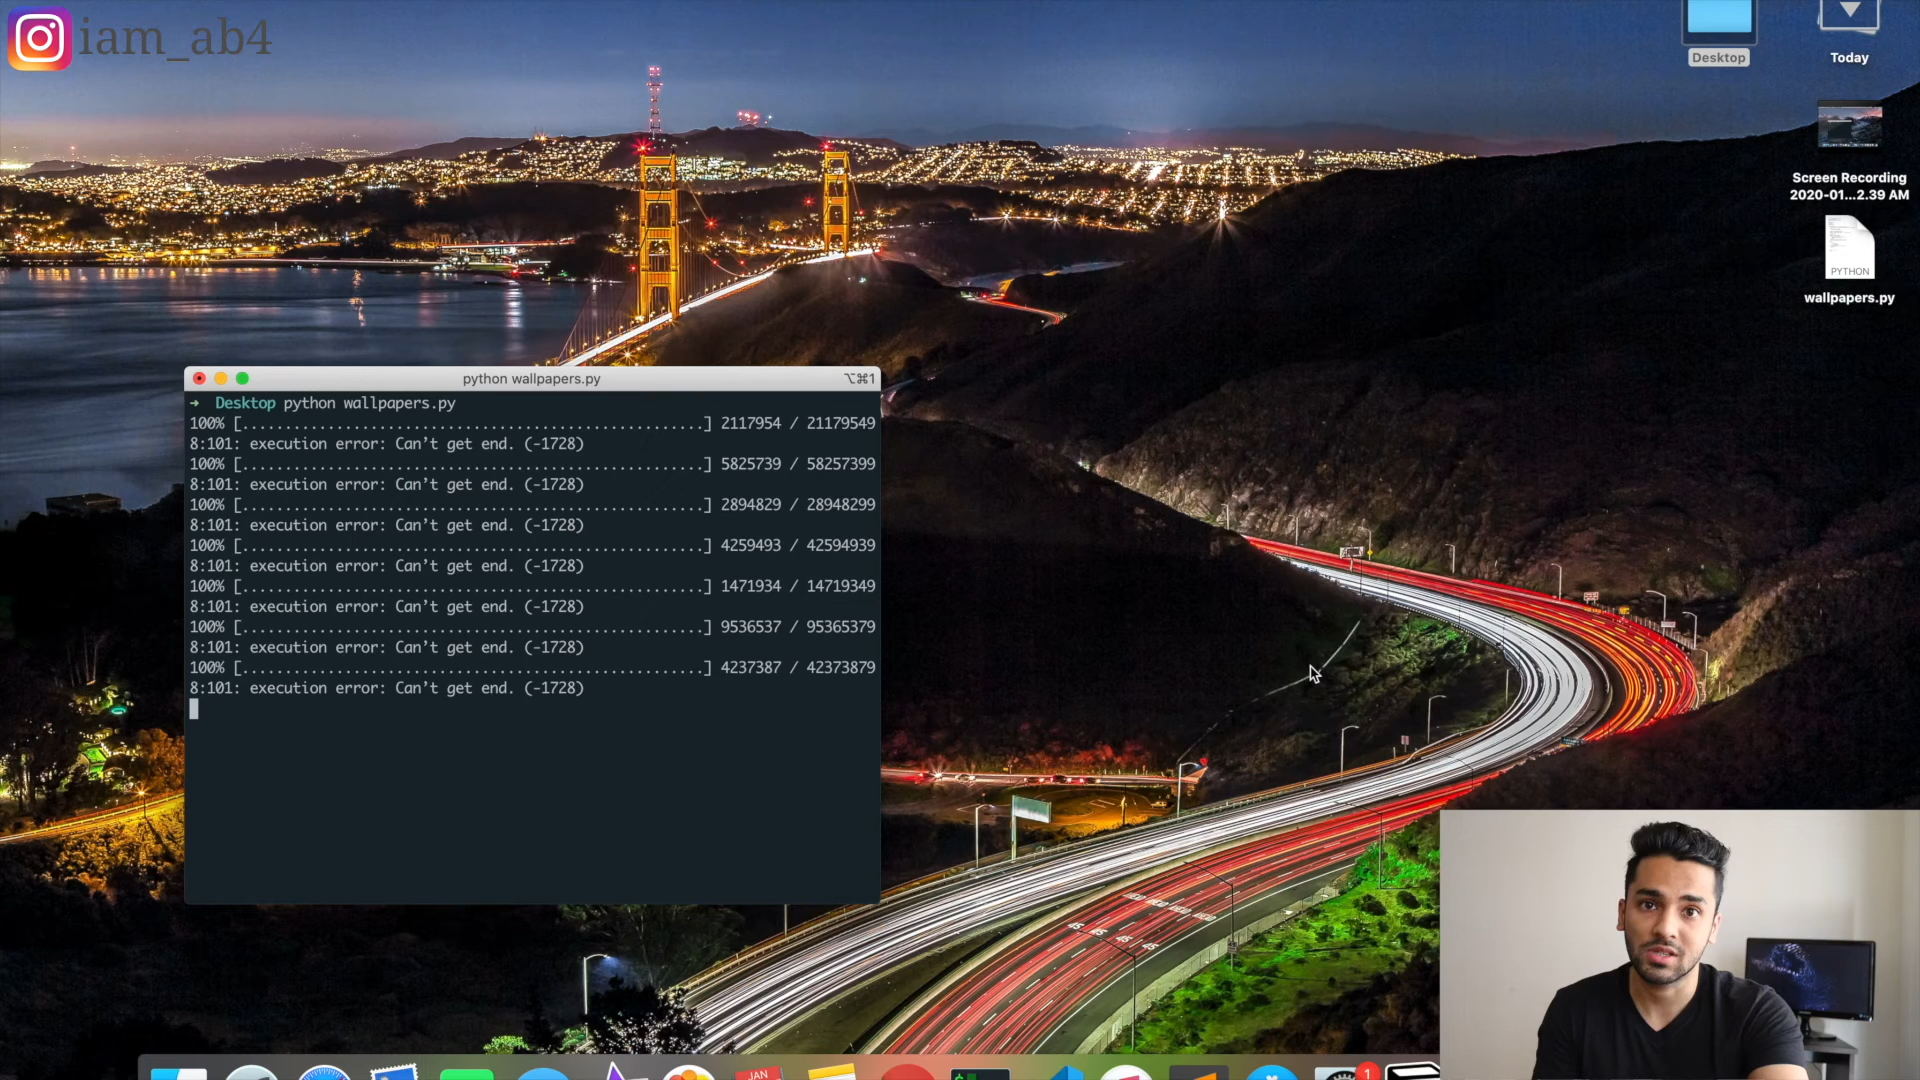 iam_ab4
Desktop
Today
Screen Recording
2020-01...2.39 AM
PYTHON
wallpapers.py
python wallpapers.py
⌥⌘1
→ Desktop python wallpapers.py
100% [......................................................] 2117954 / 21179549
8:101: execution error: Can’t get end. (-1728)
100% [......................................................] 5825739 / 58257399
8:101: execution error: Can’t get end. (-1728)
100% [......................................................] 2894829 / 28948299
8:101: execution error: Can’t get end. (-1728)
100% [......................................................] 4259493 / 42594939
8:101: execution error: Can’t get end. (-1728)
100% [......................................................] 1471934 / 14719349
8:101: execution error: Can’t get end. (-1728)
100% [......................................................] 9536537 / 95365379
8:101: execution error: Can’t get end. (-1728)
100% [......................................................] 4237387 / 42373879
8:101: execution error: Can’t get end. (-1728)
45 45 45 45
JAN
1